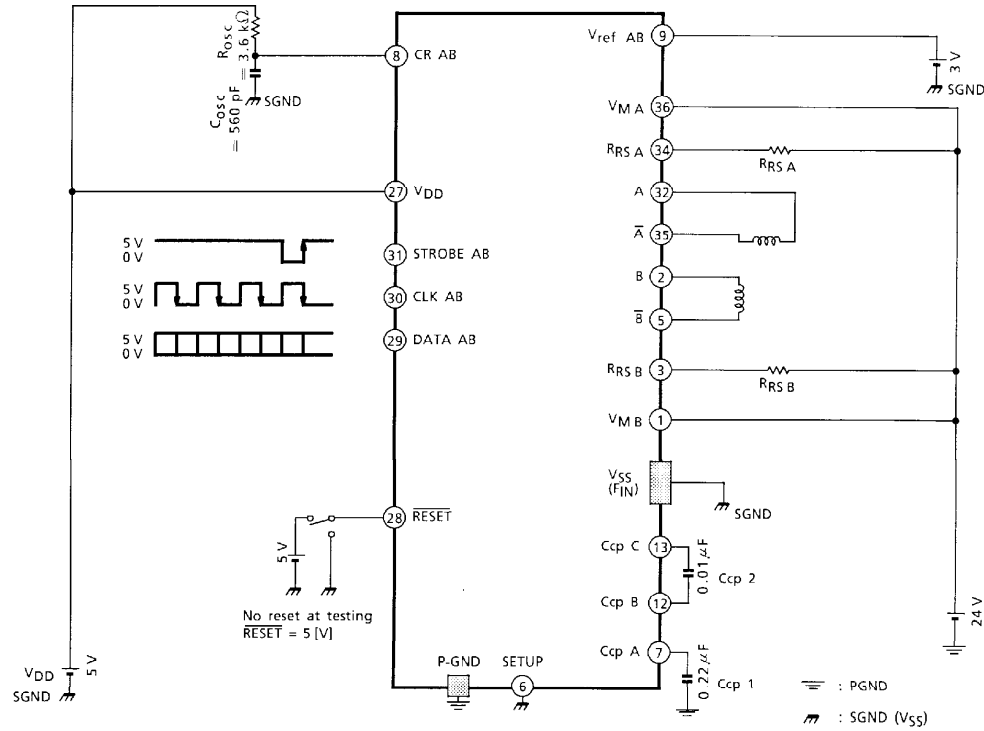 Rosc
= 3.6 kΩ
Cosc
= 560 pF
SGND
8
CR AB
27
VDD
5 V
0 V
31
STROBE AB
5 V
0 V
30
CLK AB
5 V
0 V
29
DATA AB
28
RESET
5 V
No reset at testing
RESET = 5 [V]
VDD
5 V
SGND
P-GND
SETUP
6
Vref AB
9
3 V
SGND
VM A
36
RRS A
34
RRS A
A
32
A
35
B
2
B
5
RRS B
3
RRS B
VM B
1
VSS
(FIN)
SGND
Ccp C
13
0.01 μF
Ccp 2
Ccp B
12
Ccp A
7
0.22 μF
Ccp 1
24 V
: PGND
: SGND (VSS)